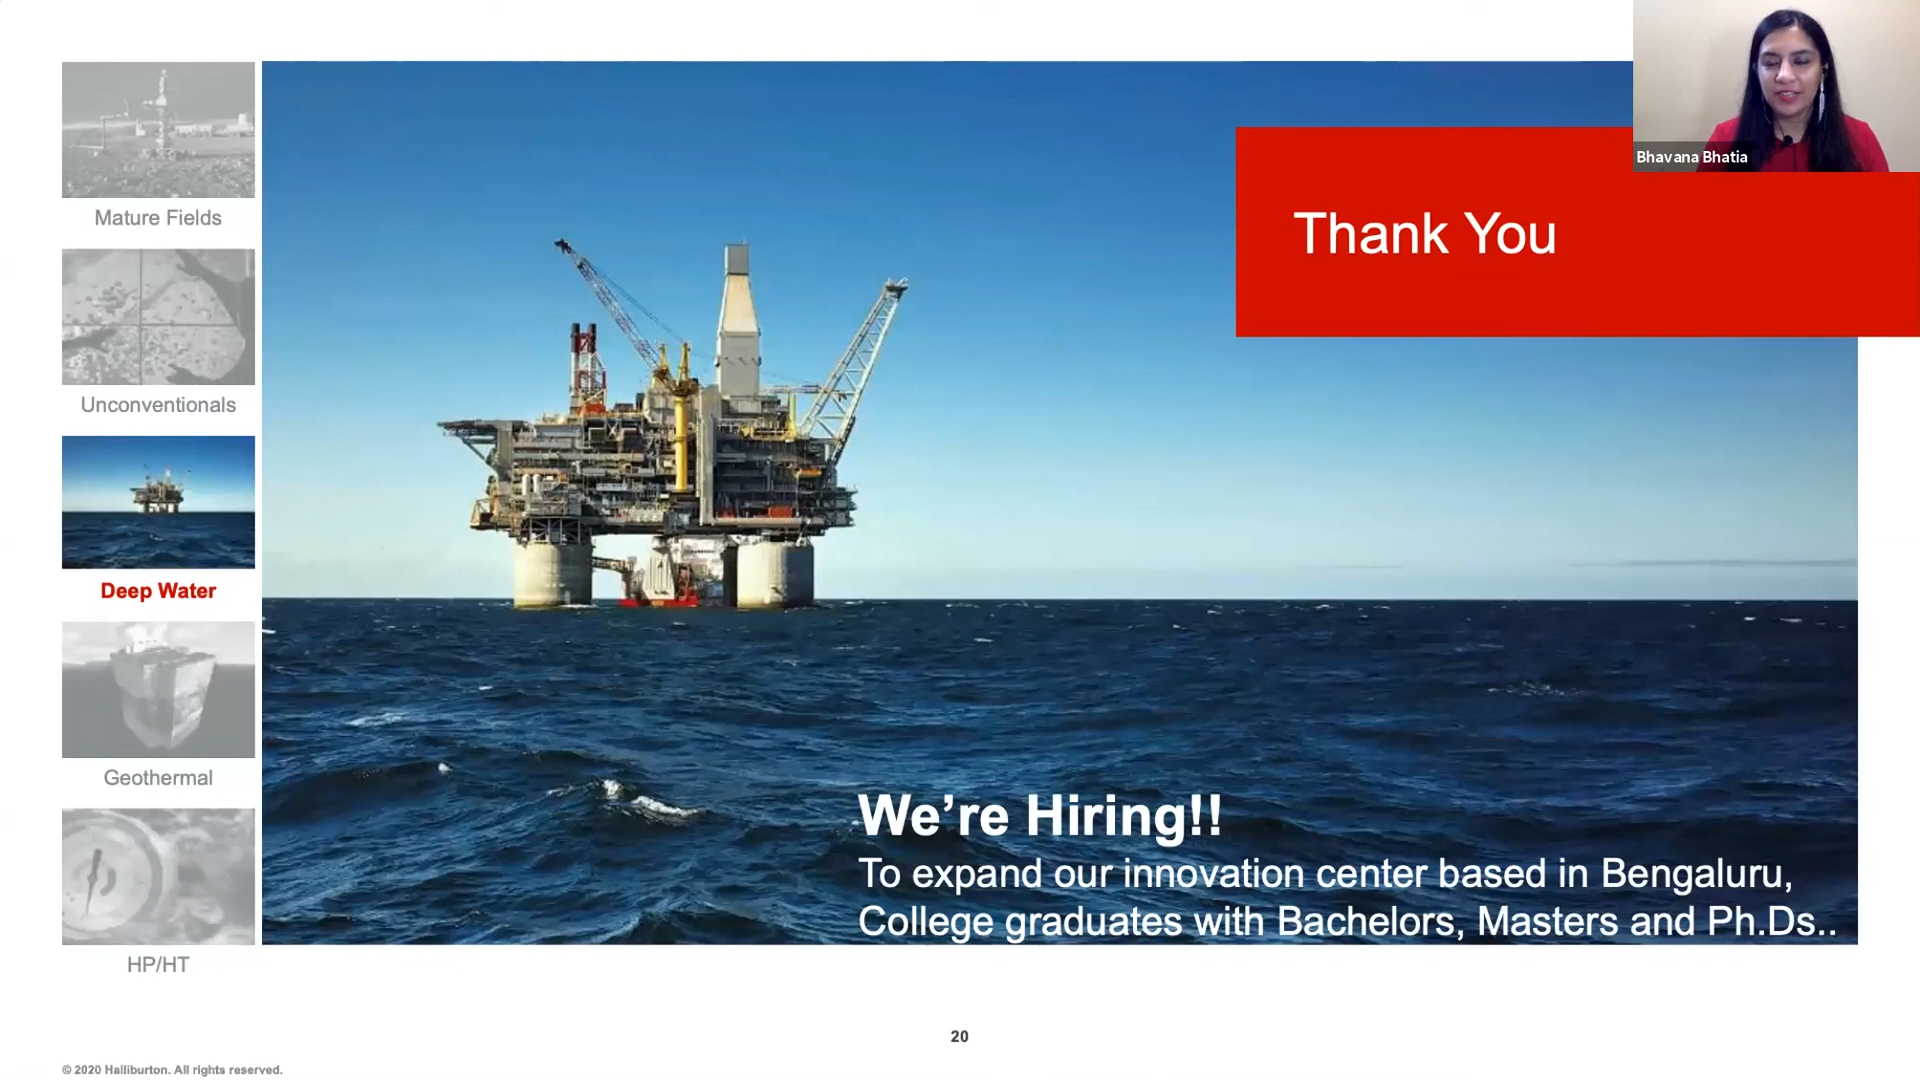 Bhavana Bhatia
Thank You
Mature Fields
Unconventionals
Deep Water
Geothermal
HP/HT
We’re Hiring!!
To expand our innovation center based in Bengaluru,
College graduates with Bachelors, Masters and Ph.Ds..
20
© 2020 Halliburton. All rights reserved.